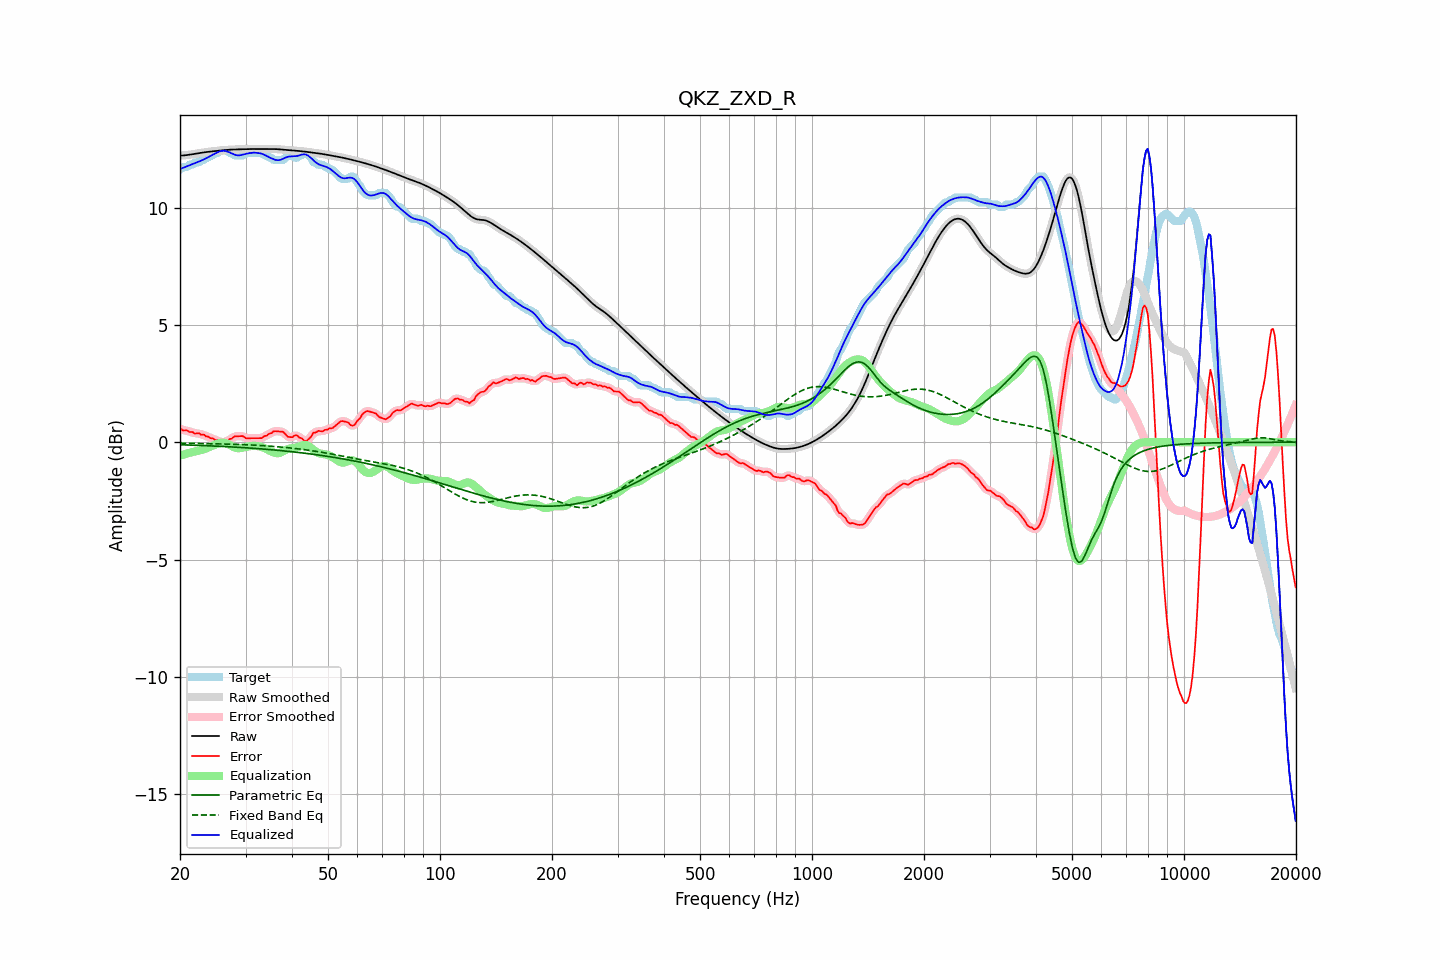 QKZ_ZXD_R
Amplitude (dBr)
10
5
0
−5
−10
−15
Target
Raw Smoothed
Error Smoothed
Raw
Error
Equalization
Parametric Eq
Fixed Band Eq
Equalized
20 50 100 200 500 1000 2000 5000 10000 20000
Frequency (Hz)